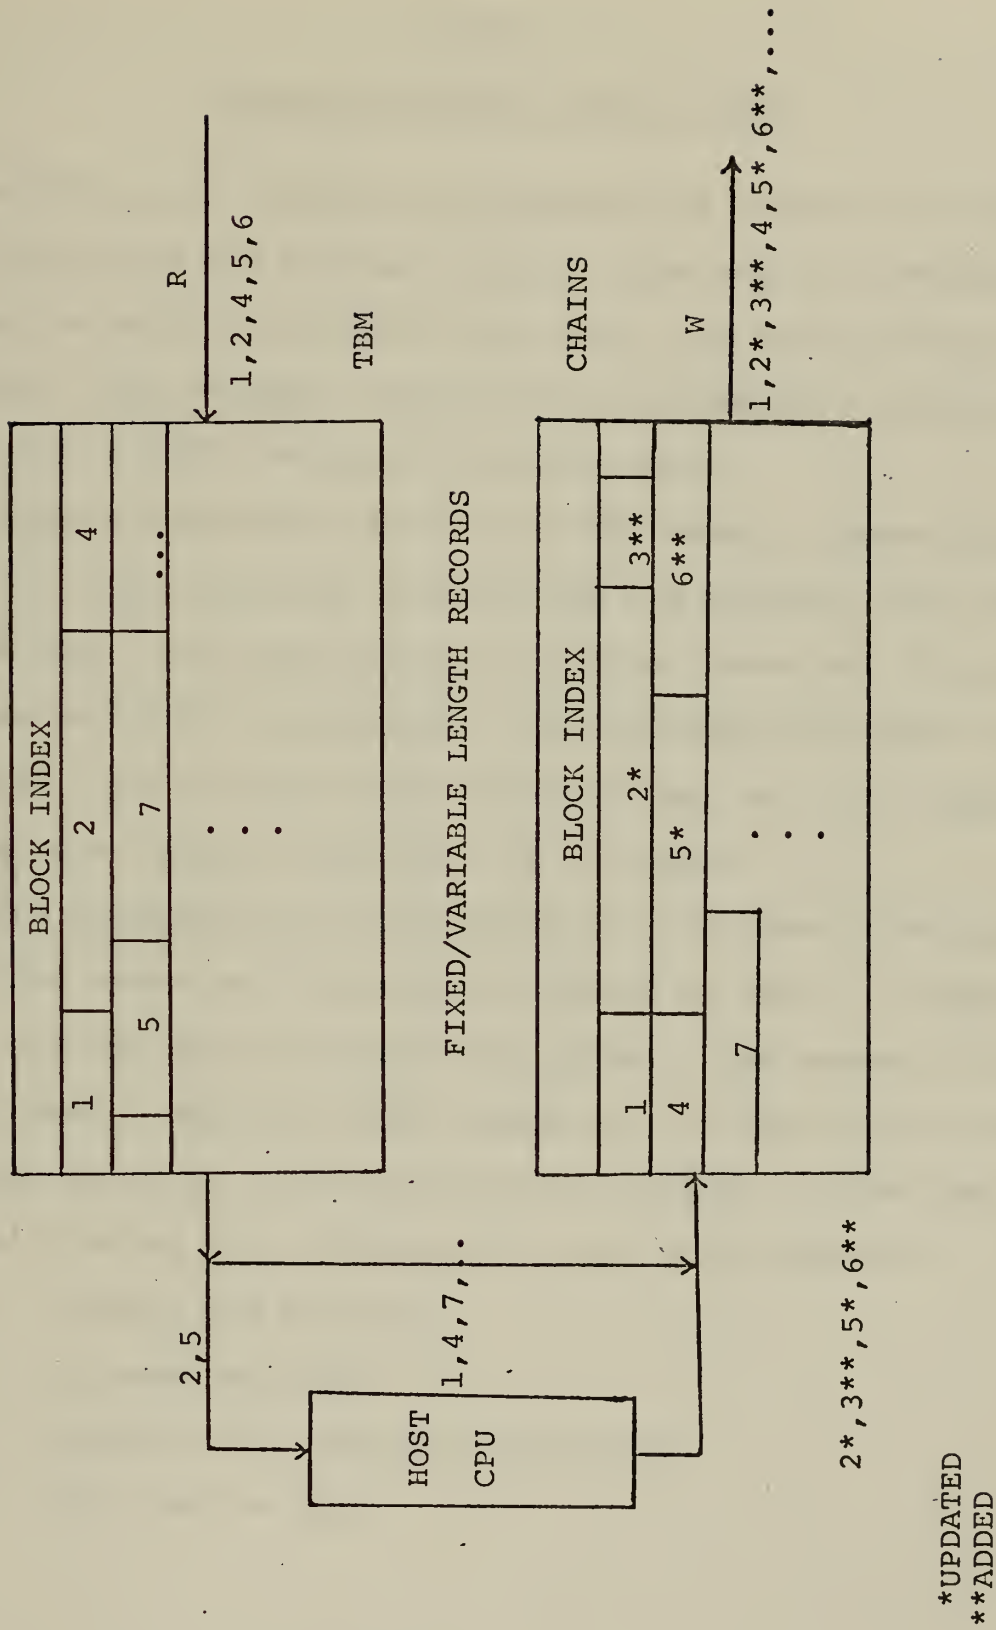 BLOCK INDEX
1 2 4
5 7 ...
R
1,2,4,5,6
TBM
2,5
FIXED/VARIABLE LENGTH RECORDS
1,4,7,..
HOST
CPU
CHAINS
BLOCK INDEX
1 2* 3**
4 5* 6**
7
W
1,2*,3**,4,5*,6**,...
2*,3**,5*,6**
*UPDATED
**ADDED